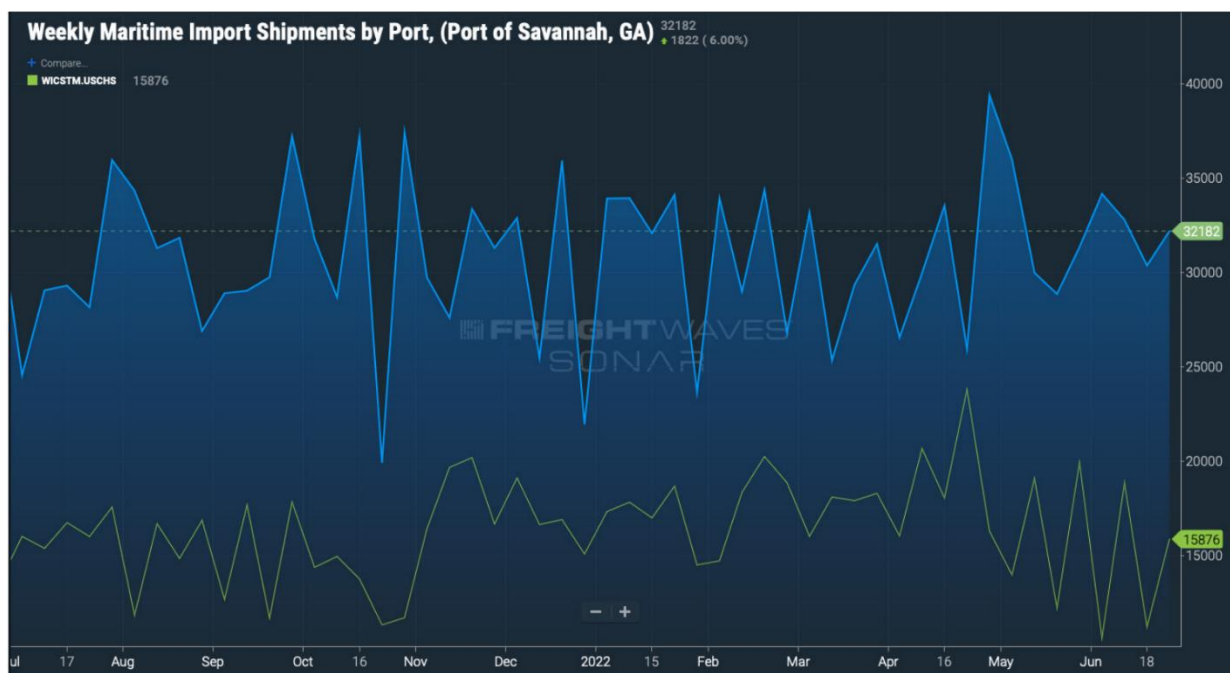 Weekly Maritime Import Shipments by Port, (Port of Savannah, GA) 32182
1822 ( 6.00%)
+ Compare...
WICSTM.USCHS 15876
40000
35000
32182
30000
FREIGHTWAVES
SONAR
25000
20000
15876
15000
− +
ul 17 Aug Sep Oct 16 Nov Dec 2022 15 Feb Mar Apr 16 May Jun 18